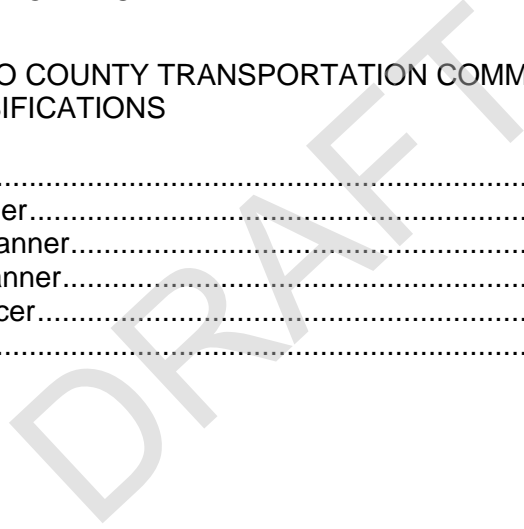 O COUNTY TRANSPORTATION COMM
IFICATIONS
................................................................
er............................................................
anner.......................................................
anner........................................................
cer...........................................................
................................................................
DRAFT